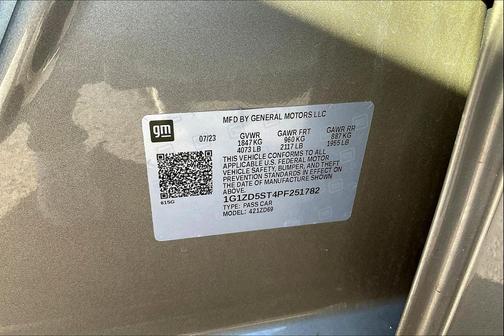 gm
MFD BY GENERAL MOTORS LLC
07/23 GVWR GAWR FRT GAWR RR
1847 KG 960 KG 887 KG
4073 LB 2117 LB 1955 LB
THIS VEHICLE CONFORMS TO ALL
APPLICABLE U.S. FEDERAL MOTOR
VEHICLE SAFETY, BUMPER, AND THEFT
PREVENTION STANDARDS IN EFFECT ON
THE DATE OF MANUFACTURE SHOWN
ABOVE.
1G1ZD5ST4PF251782
TYPE: PASS CAR
MODEL: 421ZD69
615G